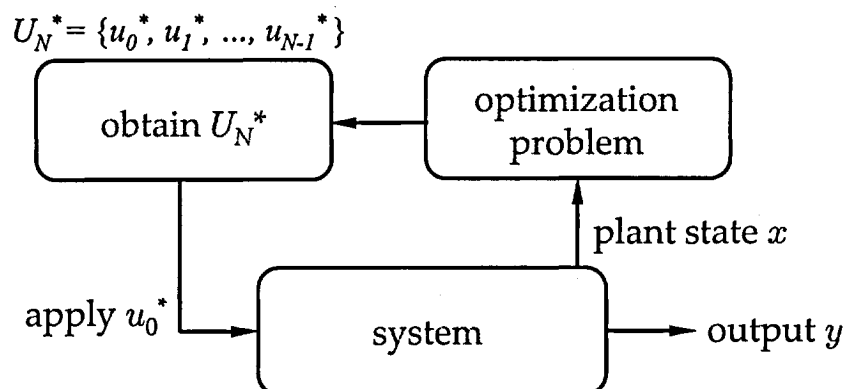 U_N* = {u_0*, u_1*, ..., u_{N-1}*}
obtain U_N*
optimization
problem
plant state x
apply u_0*
system
output y